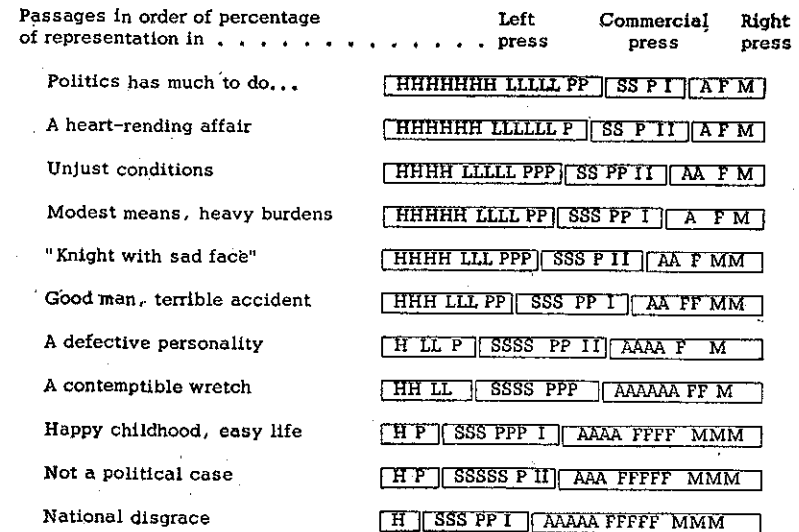 Passages in order of percentage Left Commercial Right
of representation in . . . . . . . . . . . . . . press press press
Politics has much to do... HHHHHHH LLLLL PP SS P I A F M
A heart-rending affair HHHHHH LLLLLL P SS P II A F M
Unjust conditions HHHH LLLLL PPP SS PP II AA F M
Modest means, heavy burdens HHHHH LLLL PP SSS PP I A F M
"Knight with sad face" HHHH LLL PPP SSS P II AA F MM
Good man, terrible accident HHH LLL PP SSS PP I AA FF MM
A defective personality H LL P SSSS PP II AAAA F M
A contemptible wretch HH LL SSSS PPP AAAAAA FF M
Happy childhood, easy life H P SSS PPP I AAAA FFFF MMM
Not a political case H P SSSSS P II AAA FFFFF MMM
National disgrace H SSS PP I AAAAA FFFFF MMM